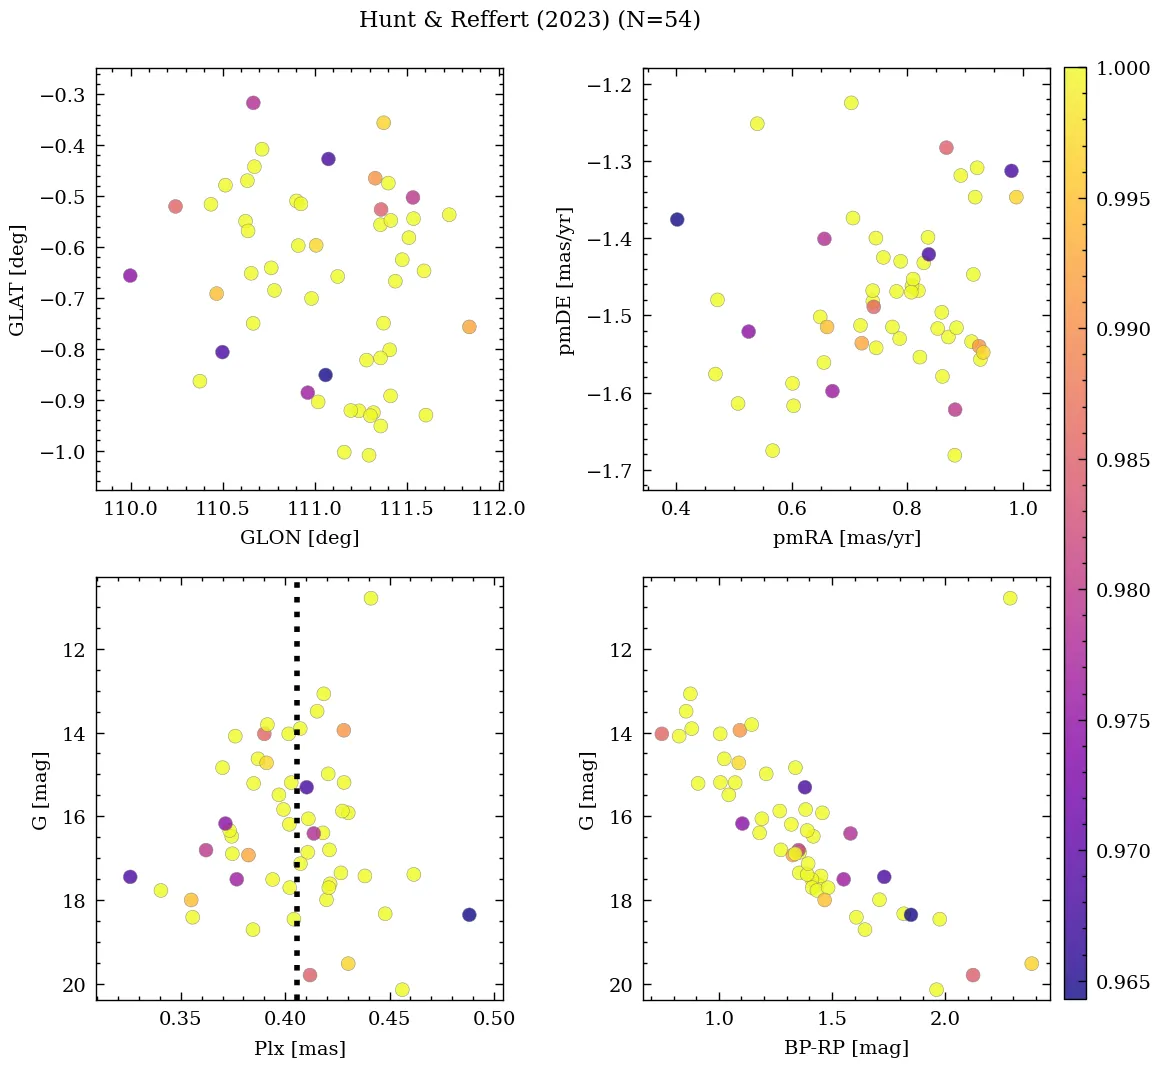 Hunt & Reffert (2023) (N=54)
−0.3
−0.4
−0.5
−0.6
−0.7
−0.8
−0.9
−1.0
GLAT [deg]
110.0 110.5 111.0 111.5 112.0
GLON [deg]
−1.2
−1.3
−1.4
−1.5
−1.6
−1.7
pmDE [mas/yr]
0.4 0.6 0.8 1.0
pmRA [mas/yr]
1.000
0.995
0.990
0.985
0.980
0.975
0.970
0.965
12
14
16
18
20
G [mag]
0.35 0.40 0.45 0.50
Plx [mas]
12
14
16
18
20
G [mag]
1.0 1.5 2.0
BP-RP [mag]